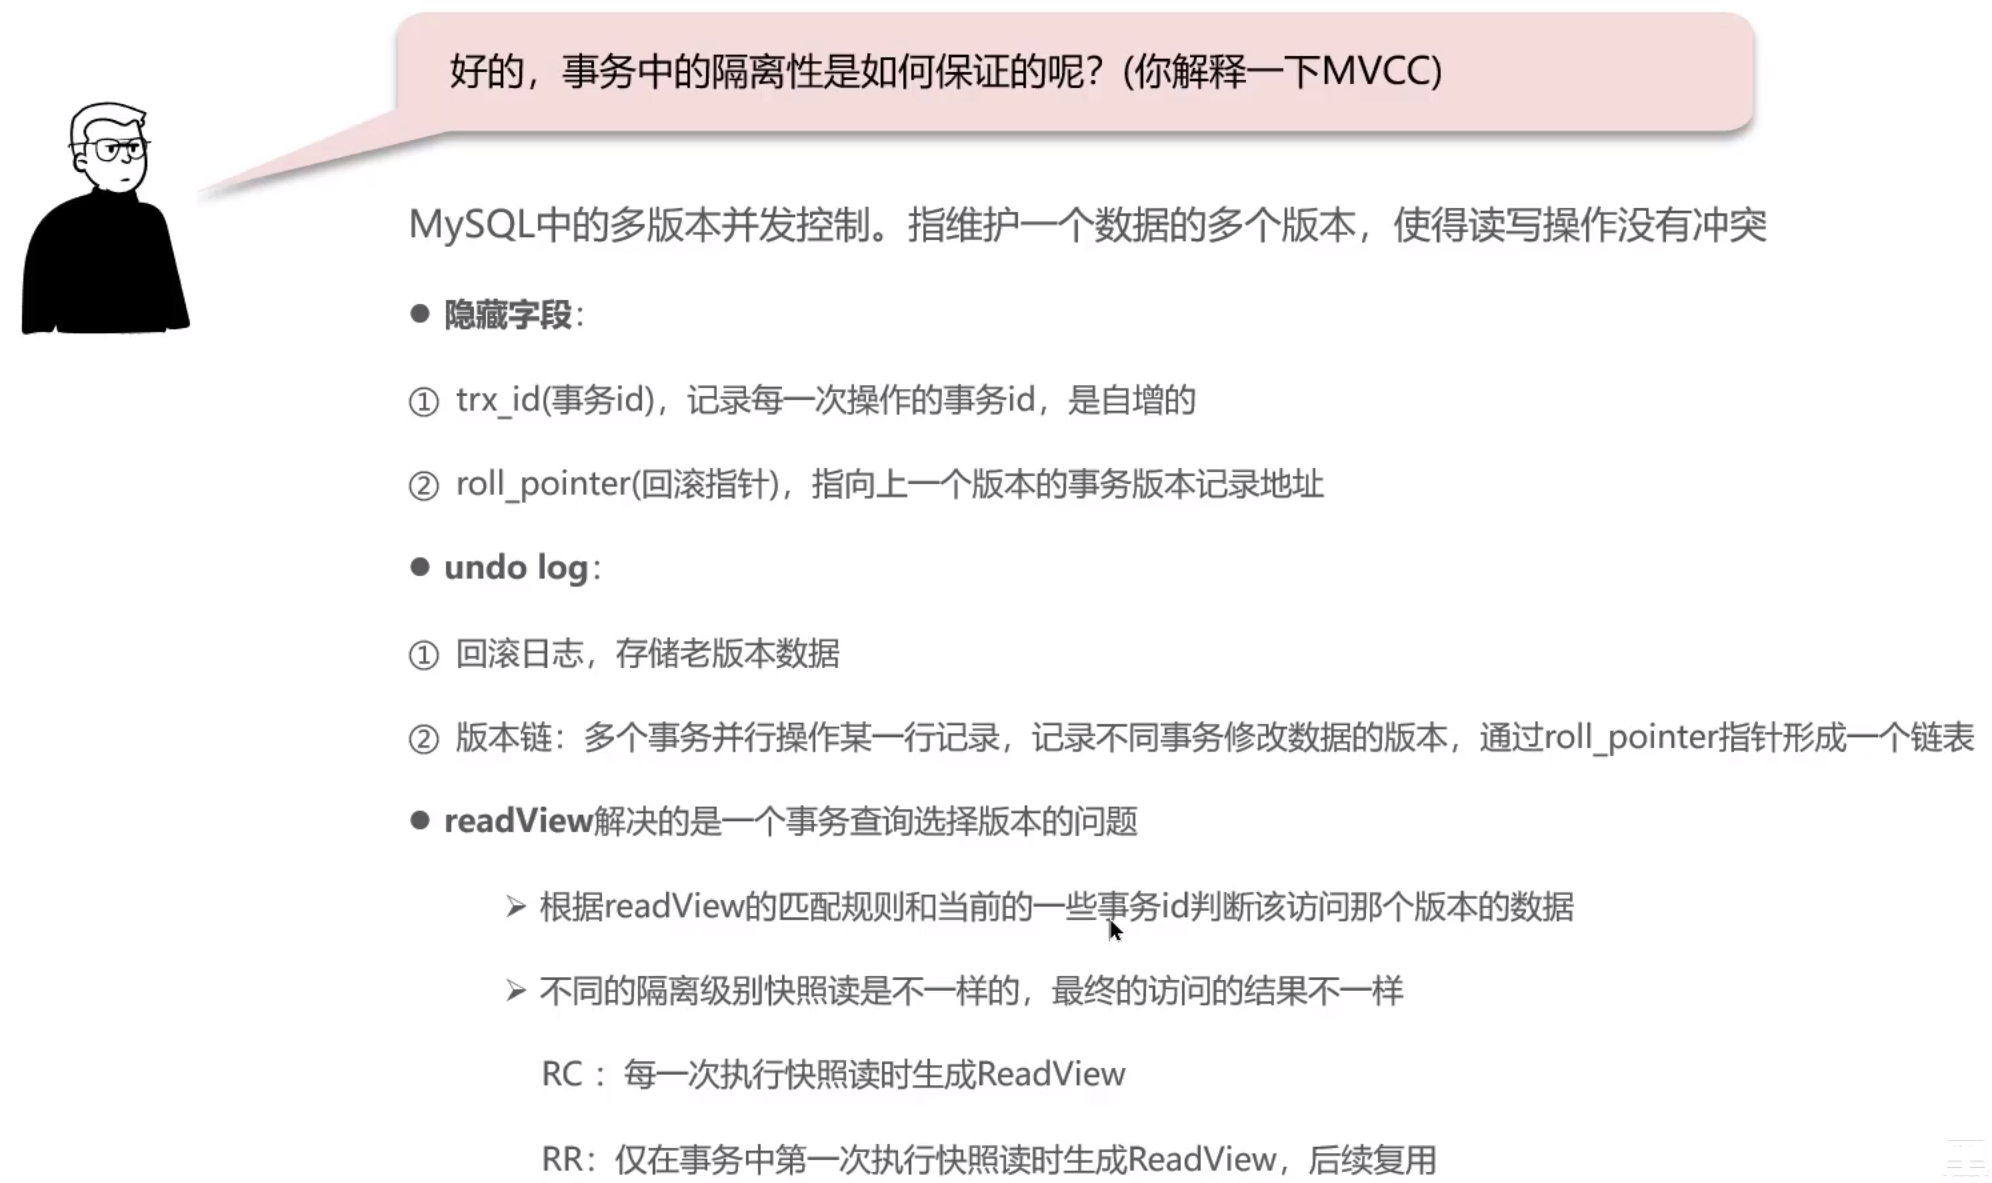 好的，事务中的隔离性是如何保证的呢？(你解释一下MVCC)
MySQL中的多版本并发控制。指维护一个数据的多个版本，使得读写操作没有冲突
● 隐藏字段：
① trx_id(事务id)，记录每一次操作的事务id，是自增的
② roll_pointer(回滚指针)，指向上一个版本的事务版本记录地址
● undo log：
① 回滚日志，存储老版本数据
② 版本链：多个事务并行操作某一行记录，记录不同事务修改数据的版本，通过roll_pointer指针形成一个链表
● readView解决的是一个事务查询选择版本的问题
➢ 根据readView的匹配规则和当前的一些事务id判断该访问那个版本的数据
➢ 不同的隔离级别快照读是不一样的，最终的访问的结果不一样
RC ：每一次执行快照读时生成ReadView
RR：仅在事务中第一次执行快照读时生成ReadView，后续复用